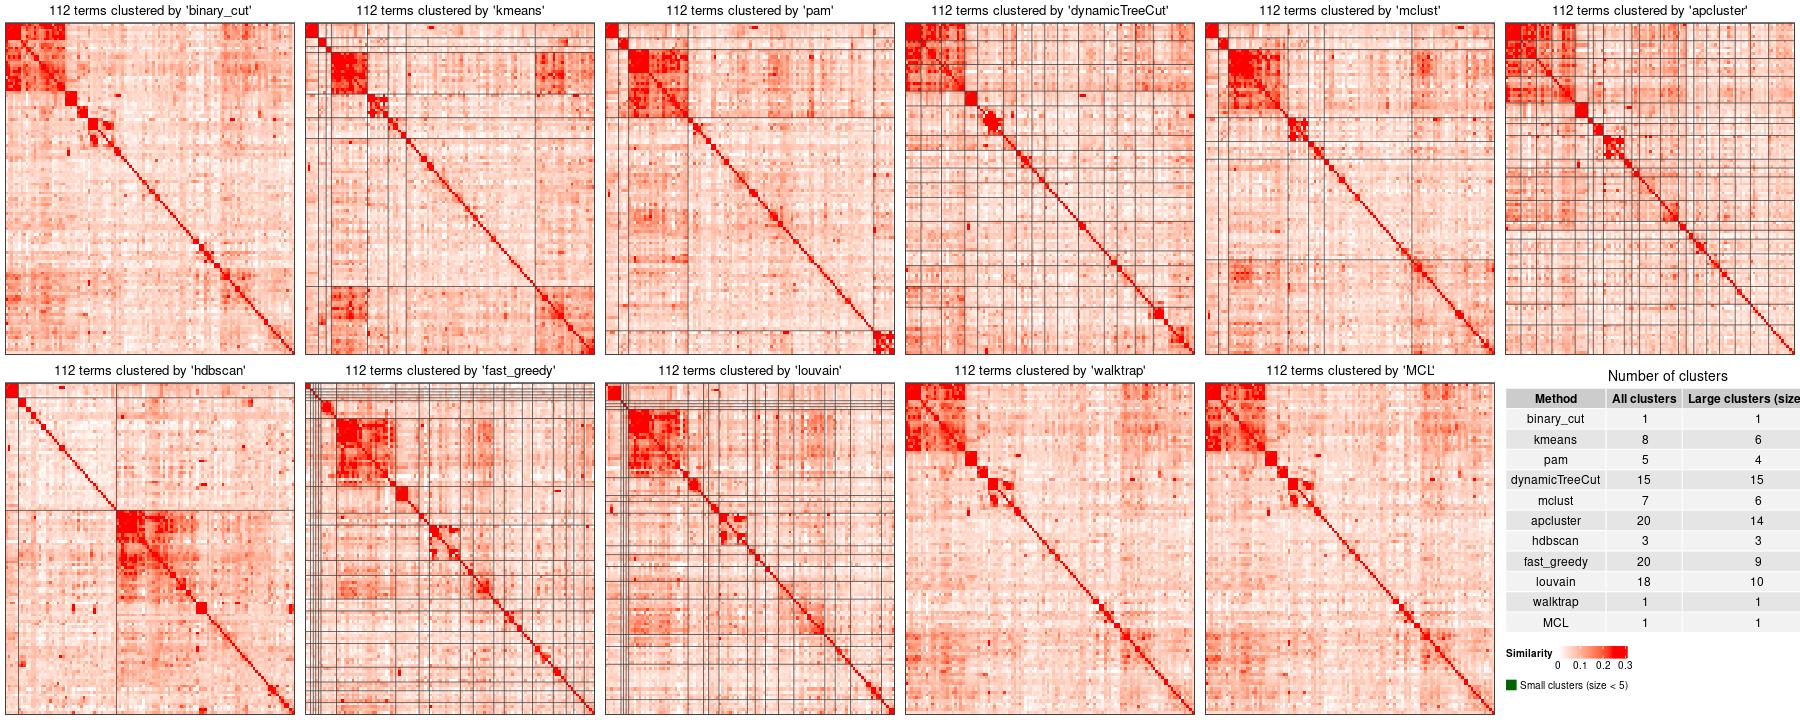 112 terms clustered by 'binary_cut'
112 terms clustered by 'kmeans'
112 terms clustered by 'pam'
112 terms clustered by 'dynamicTreeCut'
112 terms clustered by 'mclust'
112 terms clustered by 'apcluster'
112 terms clustered by 'hdbscan'
112 terms clustered by 'fast_greedy'
112 terms clustered by 'louvain'
112 terms clustered by 'walktrap'
112 terms clustered by 'MCL'
Number of clusters
Method All clusters Large clusters (size
binary_cut 1 1
kmeans 8 6
pam 5 4
dynamicTreeCut 15 15
mclust 7 6
apcluster 20 14
hdbscan 3 3
fast_greedy 20 9
louvain 18 10
walktrap 1 1
MCL 1 1
Similarity
0 0.1 0.2 0.3
Small clusters (size < 5)